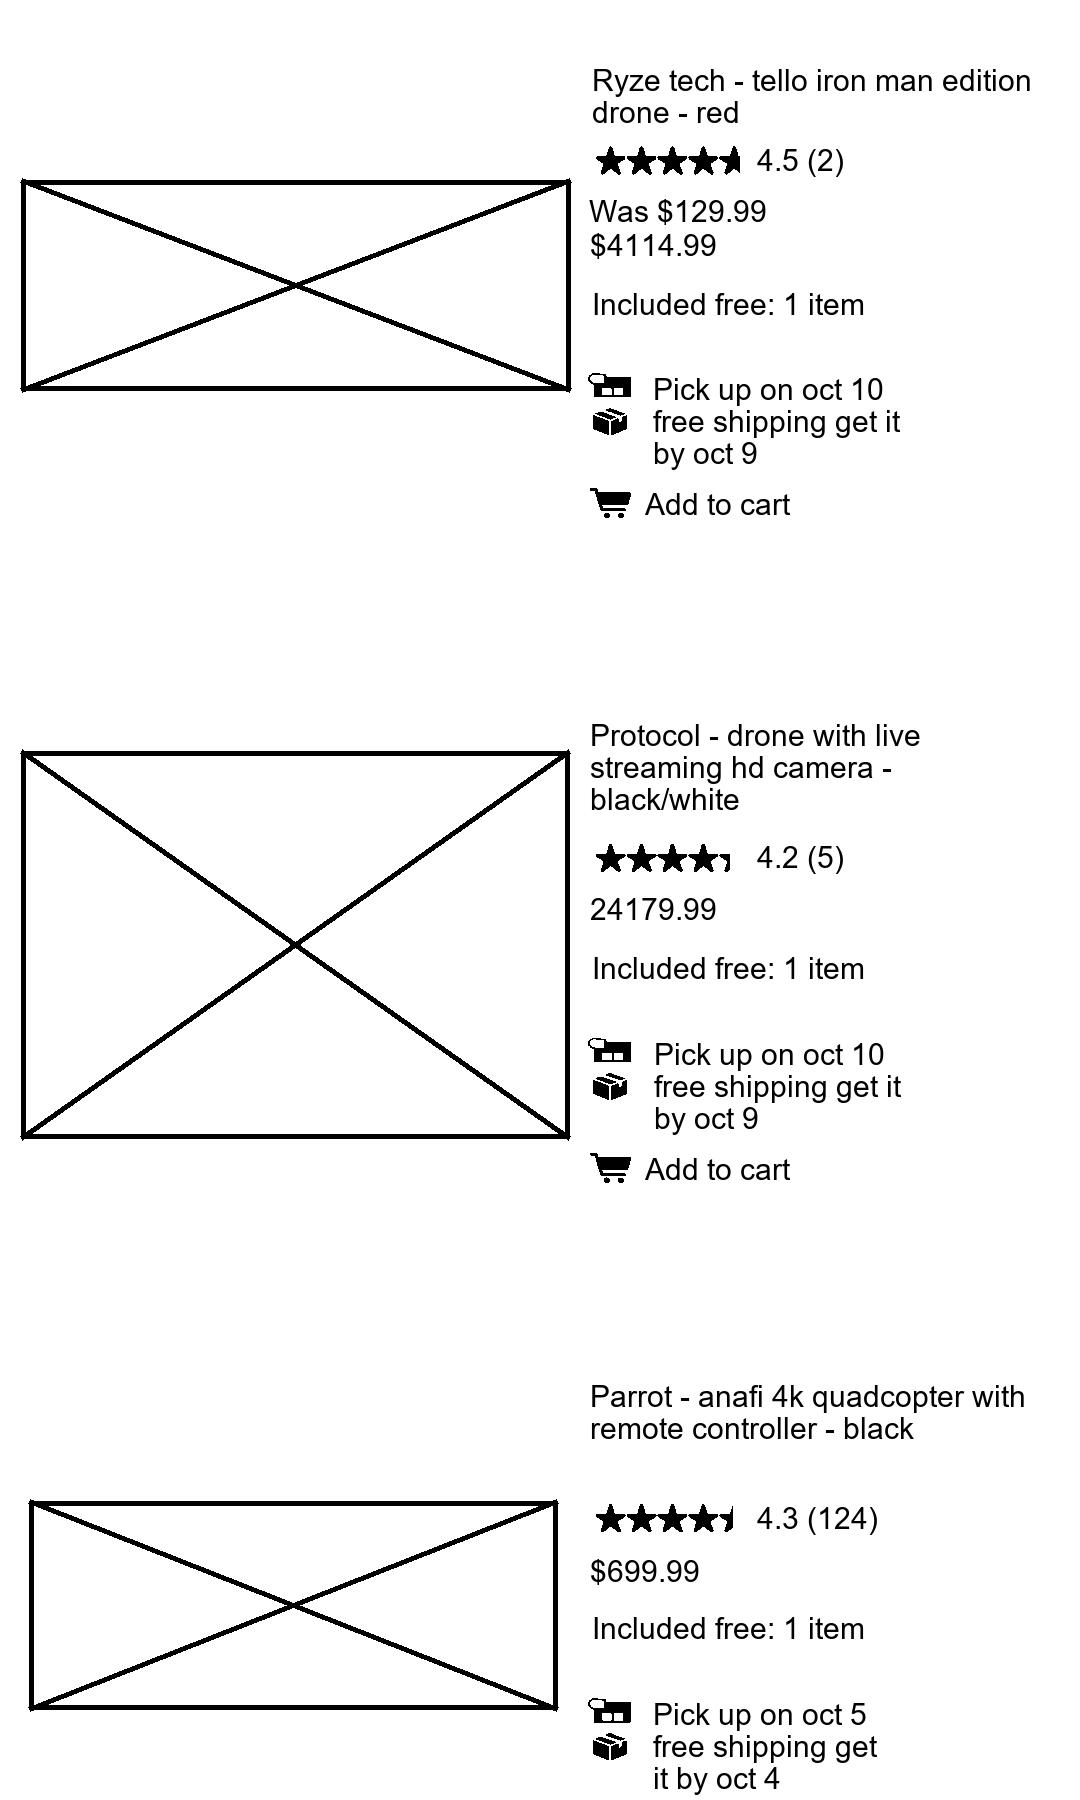 Ryze tech - tello iron man edition
drone - red
4.5 (2)
Was $129.99
$4114.99
Included free: 1 item
Pick up on oct 10
free shipping get it
by oct 9
Add to cart
Protocol - drone with live
streaming hd camera -
black/white
4.2 (5)
24179.99
Included free: 1 item
Pick up on oct 10
free shipping get it
by oct 9
Add to cart
Parrot - anafi 4k quadcopter with
remote controller - black
4.3 (124)
$699.99
Included free: 1 item
Pick up on oct 5
free shipping get
it by oct 4